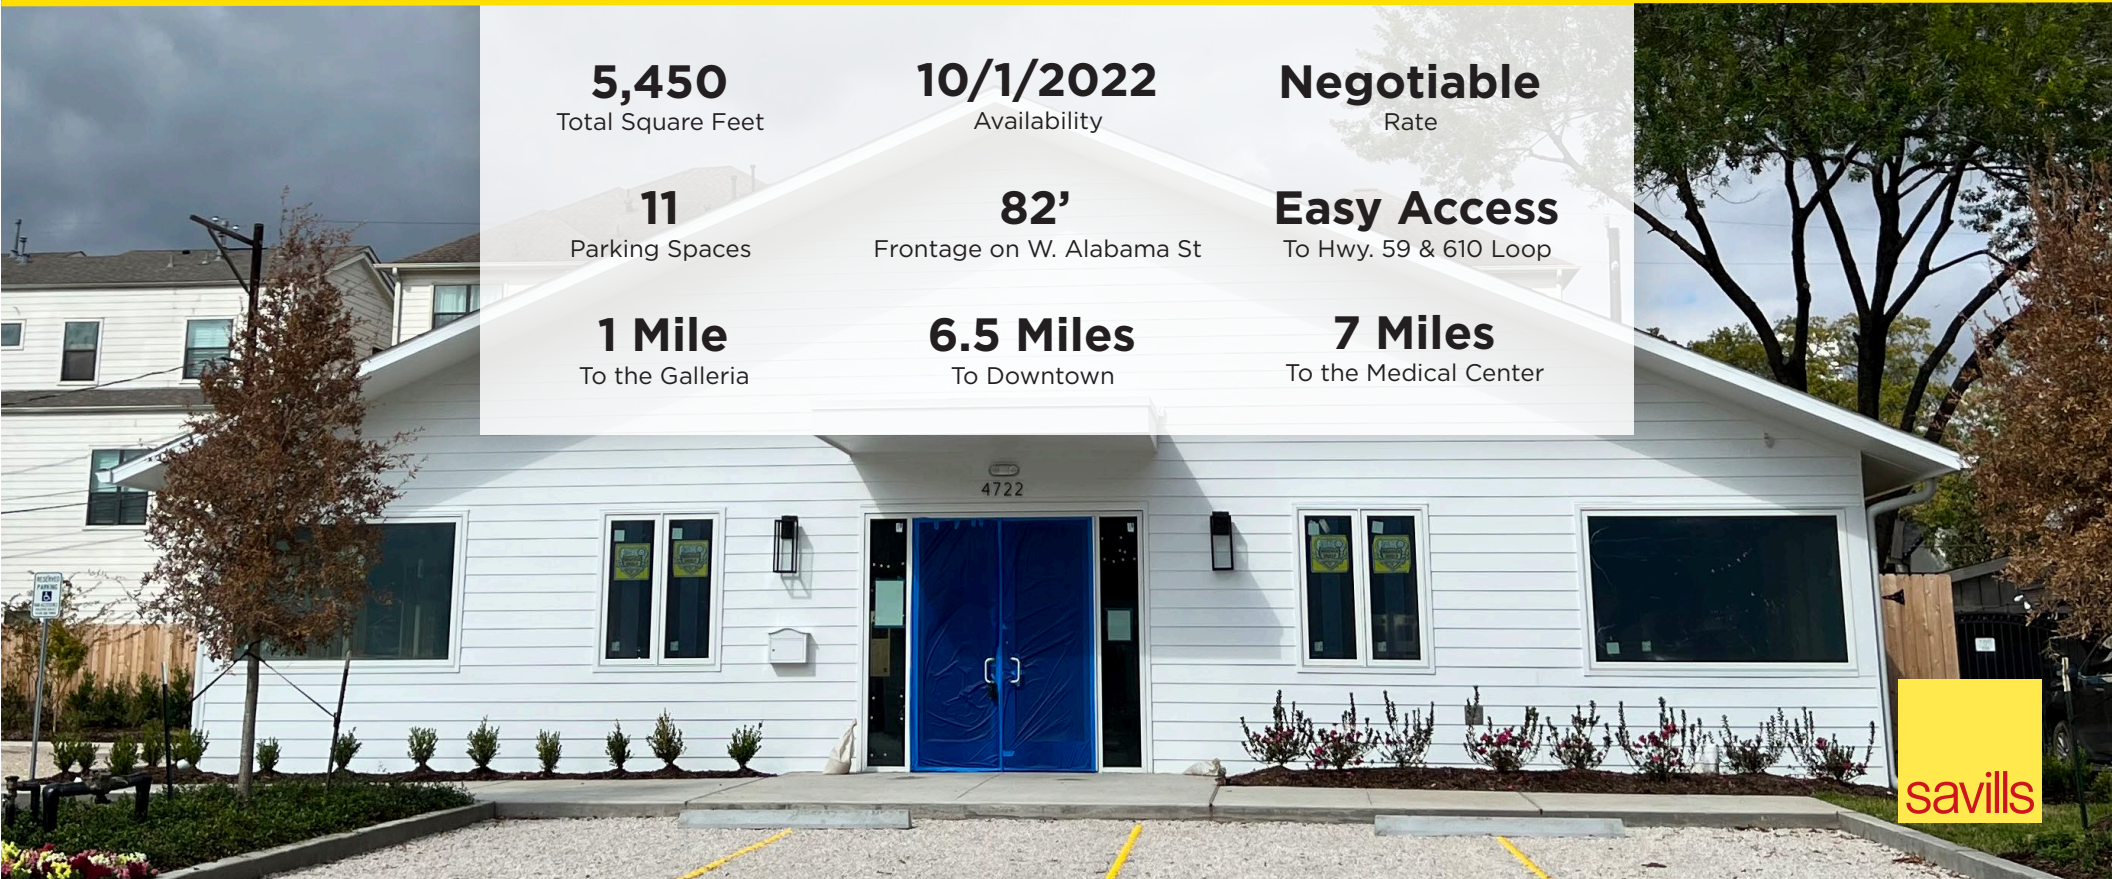 5,450
Total Square Feet
10/1/2022
Availability
Negotiable
Rate
11
Parking Spaces
82’
Frontage on W. Alabama St
Easy Access
To Hwy. 59 & 610 Loop
1 Mile
To the Galleria
6.5 Miles
To Downtown
7 Miles
To the Medical Center
4722
RESERVED
PARKING
savills